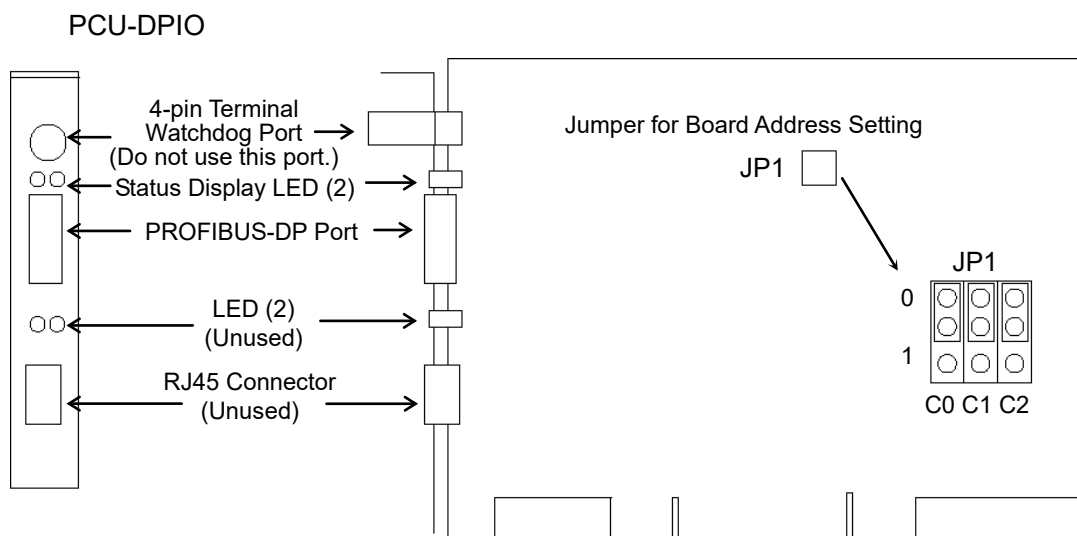 PCU-DPIO
4-pin Terminal
Watchdog Port
(Do not use this port.)
Status Display LED (2)
PROFIBUS-DP Port
LED (2)
(Unused)
RJ45 Connector
(Unused)
Jumper for Board Address Setting
JP1
JP1
0
1
C0 C1 C2